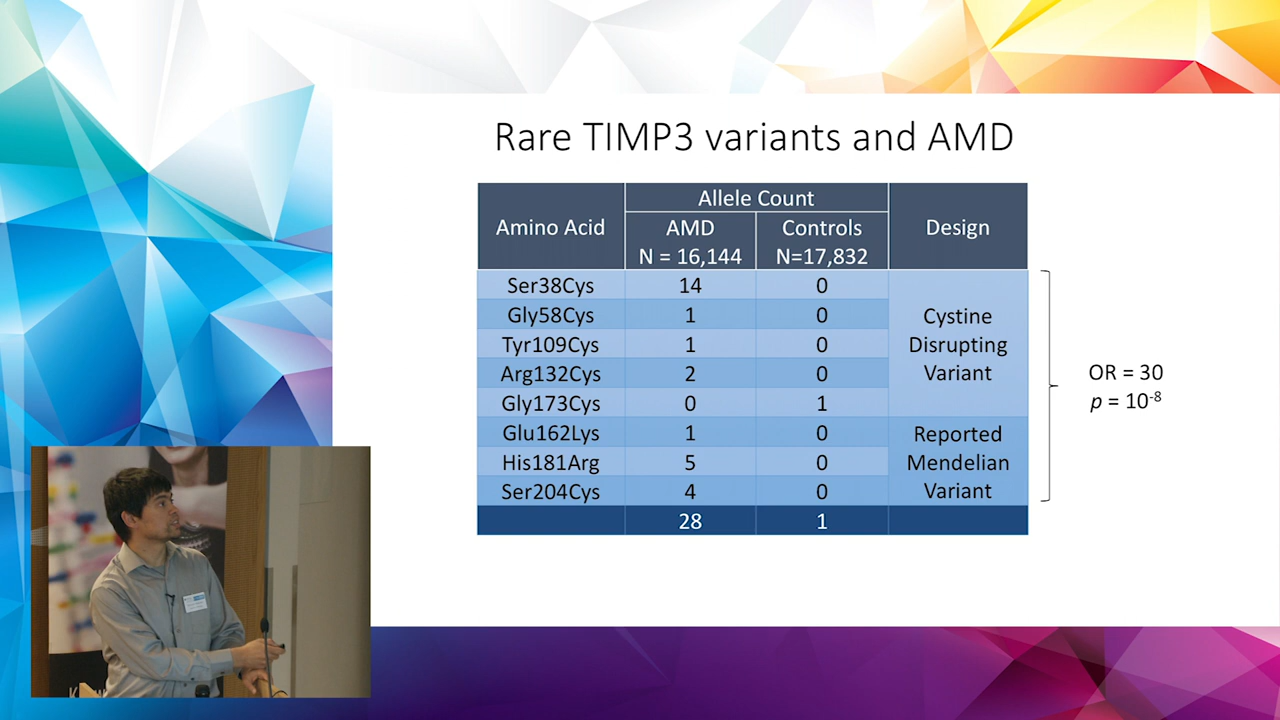 Rare TIMP3 variants and AMD
Amino Acid
Allele Count
Design
AMD
N = 16,144
Controls
N=17,832
Ser38Cys 14 0
Gly58Cys 1 0
Tyr109Cys 1 0
Arg132Cys 2 0
Gly173Cys 0 1
Cystine
Disrupting
Variant
Glu162Lys 1 0
His181Arg 5 0
Ser204Cys 4 0
Reported
Mendelian
Variant
28 1
OR = 30
p = 10-8